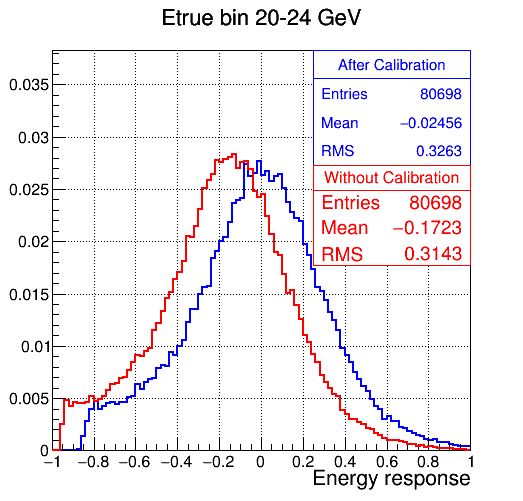 Etrue bin 20-24 GeV
After Calibration
Entries 80698
Mean −0.02456
RMS 0.3263
Without Calibration
Entries 80698
Mean −0.1723
RMS 0.3143
0.035
0.03
0.025
0.02
0.015
0.01
0.005
0
−1 −0.8 −0.6 −0.4 −0.2 0 0.2 0.4 0.6 0.8 1
Energy response